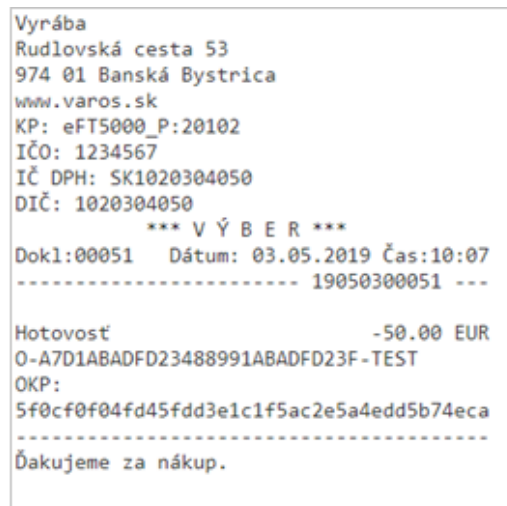 Vyrába
Rudlovská cesta 53
974 01 Banská Bystrica
www.varos.sk
KP: eFT5000_P:20102
IČO: 1234567
IČ DPH: SK1020304050
DIČ: 1020304050
*** V Ý B E R ***
Dokl:00051 Dátum: 03.05.2019 Čas:10:07
------------------------ 19050300051 ---
Hotovosť -50.00 EUR
O-A7D1ABADFD23488991ABADFD23F-TEST
OKP:
5f0cf0f04fd45fdd3e1c1f5ac2e5a4edd5b74eca
----------------------------------------
Ďakujeme za nákup.